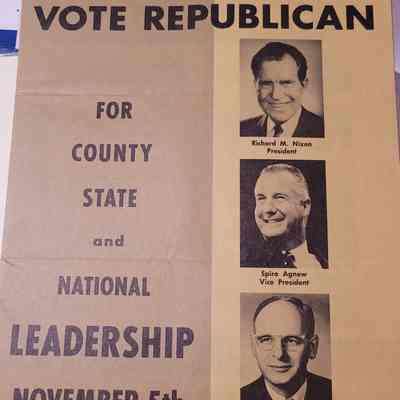 VOTE REPUBLICAN
FOR
COUNTY
STATE
and
NATIONAL
LEADERSHIP
NOVEMBER 5th
Richard M. Nixon
President
Spiro Agnew
Vice President